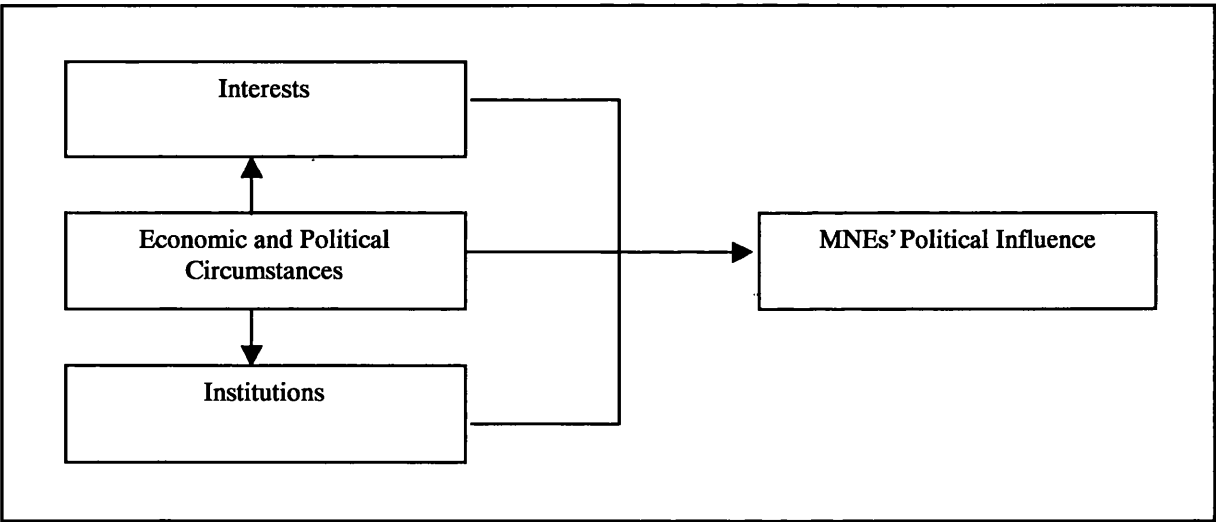 Interests
Economic and Political
Circumstances
MNEs' Political Influence
Institutions